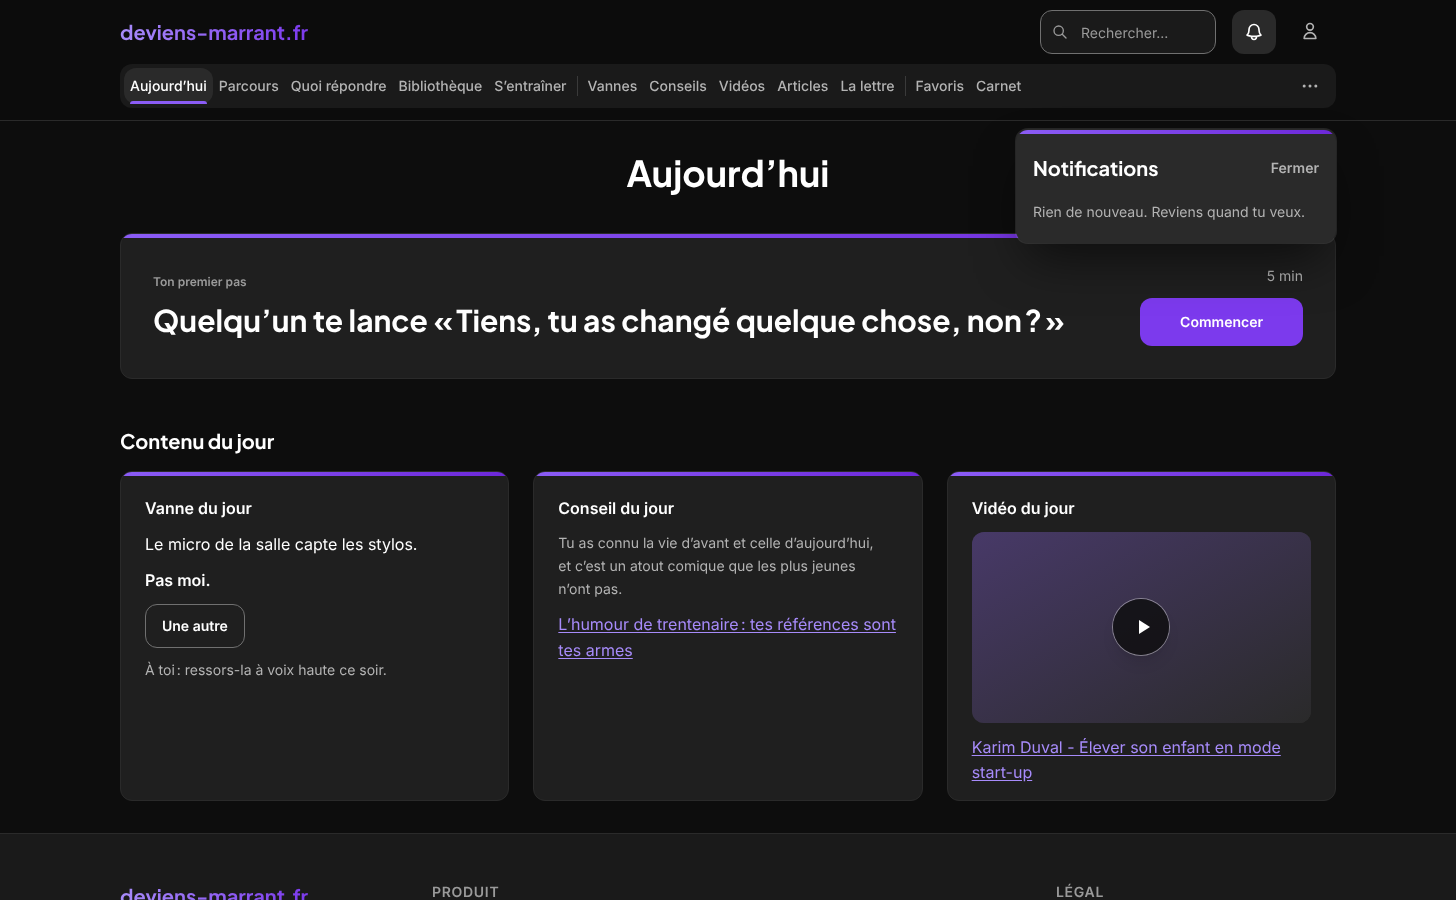 deviens-marrant.fr
Rechercher...
Aujourd’hui Parcours Quoi répondre Bibliothèque S’entraîner Vannes Conseils Vidéos Articles La lettre Favoris Carnet
Aujourd’hui
Notifications
Fermer
Rien de nouveau. Reviens quand tu veux.
Ton premier pas
Quelqu’un te lance « Tiens, tu as changé quelque chose, non ? »
5 min
Commencer
Contenu du jour
Vanne du jour
Le micro de la salle capte les stylos.
Pas moi.
Une autre
À toi : ressors-la à voix haute ce soir.
Conseil du jour
Tu as connu la vie d’avant et celle d’aujourd’hui,
et c’est un atout comique que les plus jeunes
n’ont pas.
L’humour de trentenaire : tes références sont
tes armes
Vidéo du jour
Karim Duval - Élever son enfant en mode
start-up
deviens-marrant.fr
PRODUIT
LÉGAL